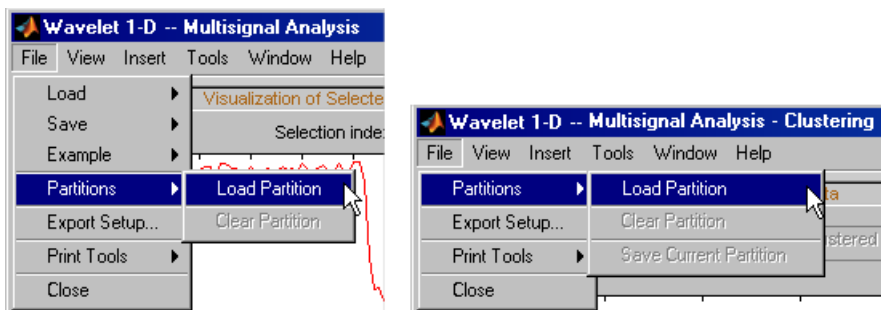 Wavelet 1-D -- Multisignal Analysis
File View Insert Tools Window Help
Load
Save
Example
Partitions
Export Setup...
Print Tools
Close
Load Partition
Clear Partition
Visualization of
Selection
Wavelet 1-D -- Multisignal Analysis - Clustering
File View Insert Tools Window Help
Partitions
Export Setup...
Print Tools
Close
Load Partition
Clear Partition
Save Current Partition